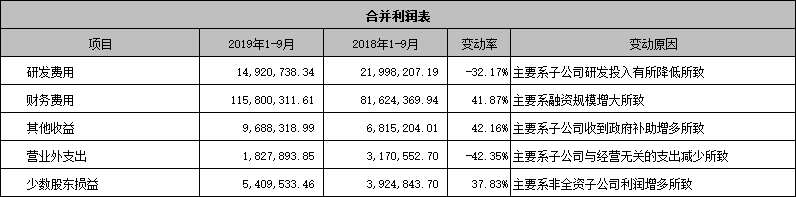 合并利润表
项目 2019年1-9月 2018年1-9月 变动率 变动原因
研发费用 14,920,738.34 21,998,207.19 -32.17% 主要系子公司研发投入有所降低所致
财务费用 115,800,311.61 81,624,369.94 41.87% 主要系融资规模增大所致
其他收益 9,688,318.99 6,815,204.01 42.16% 主要系子公司收到政府补助增多所致
营业外支出 1,827,893.85 3,170,552.70 -42.35% 主要系子公司与经营无关的支出减少所致
少数股东损益 5,409,533.46 3,924,843.70 37.83% 主要系非全资子公司利润增多所致